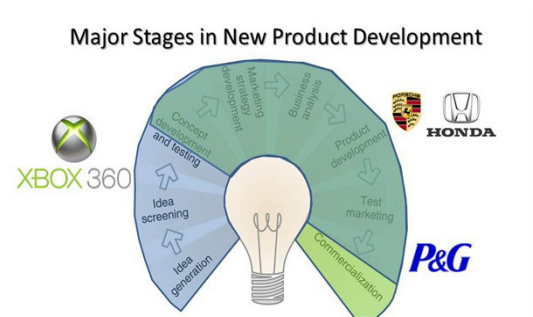 Major Stages in New Product Development
Idea
generation
Idea
screening
Concept
development
and testing
Marketing
strategy
development
Business
analysis
Product
development
Test
marketing
Commercialization
XBOX 360
PORSCHE
HONDA
P&G